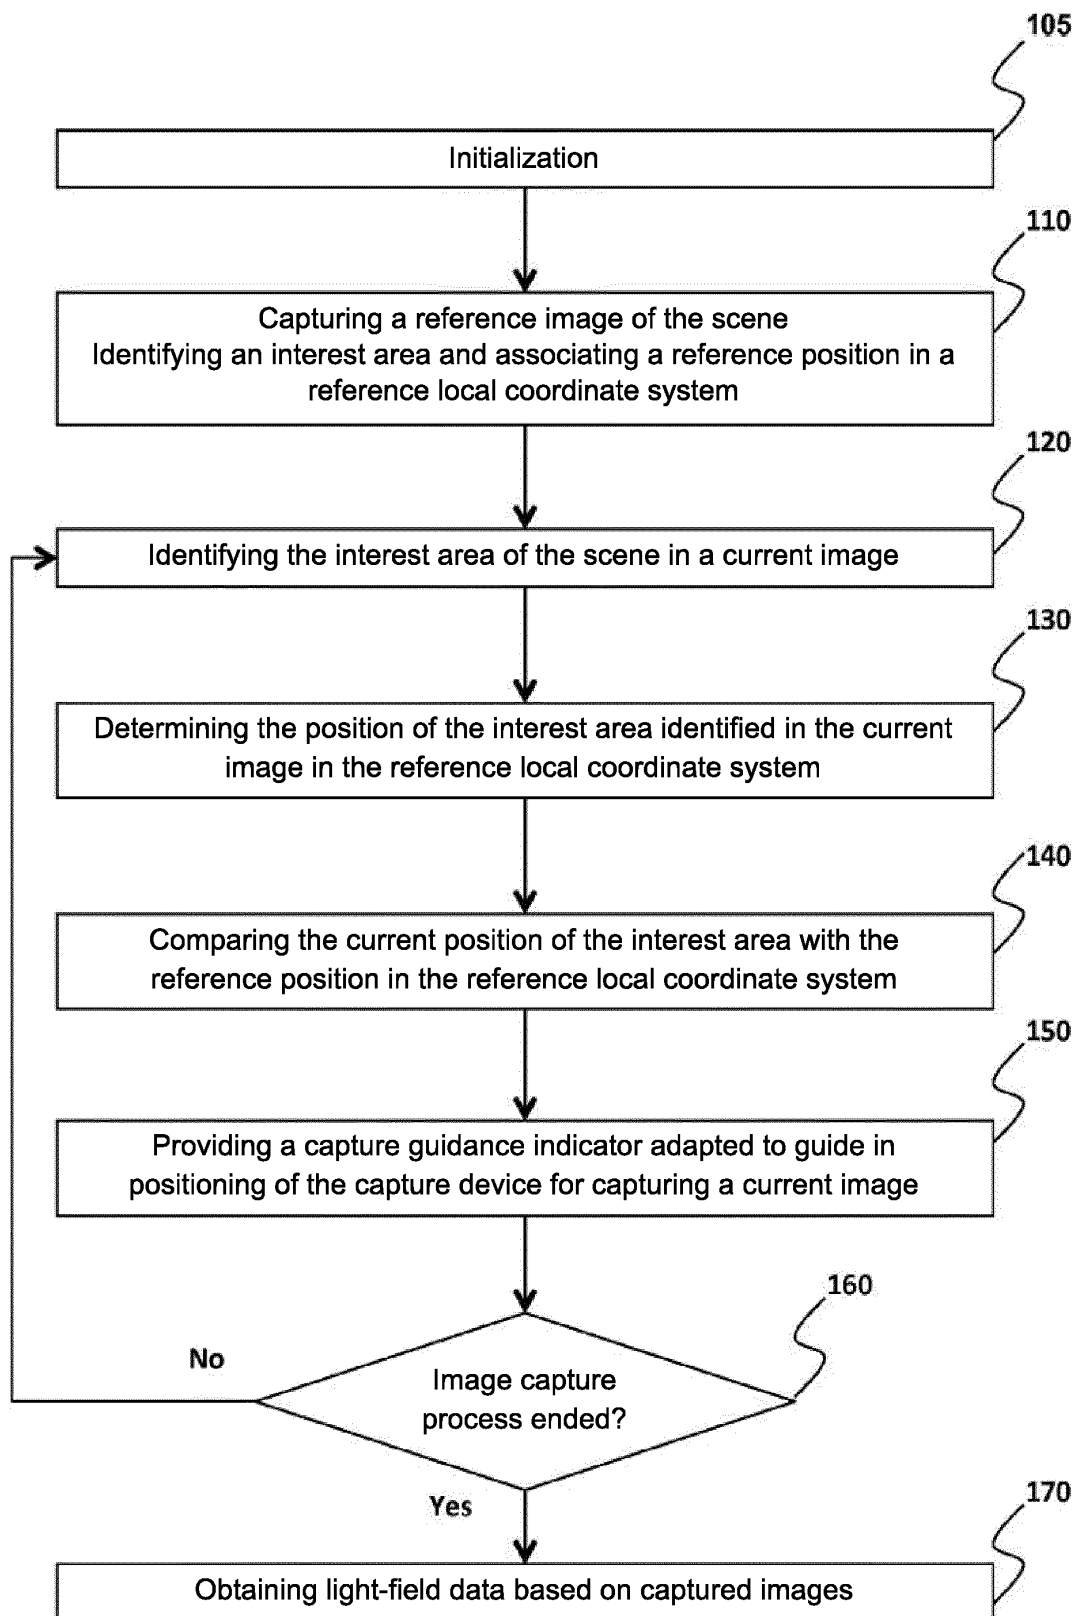 105
Initialization
110
Capturing a reference image of the scene
Identifying an interest area and associating a reference position in a
reference local coordinate system
120
Identifying the interest area of the scene in a current image
130
Determining the position of the interest area identified in the current
image in the reference local coordinate system
140
Comparing the current position of the interest area with the
reference position in the reference local coordinate system
150
Providing a capture guidance indicator adapted to guide in
positioning of the capture device for capturing a current image
160
No
Image capture
process ended?
Yes
170
Obtaining light-field data based on captured images